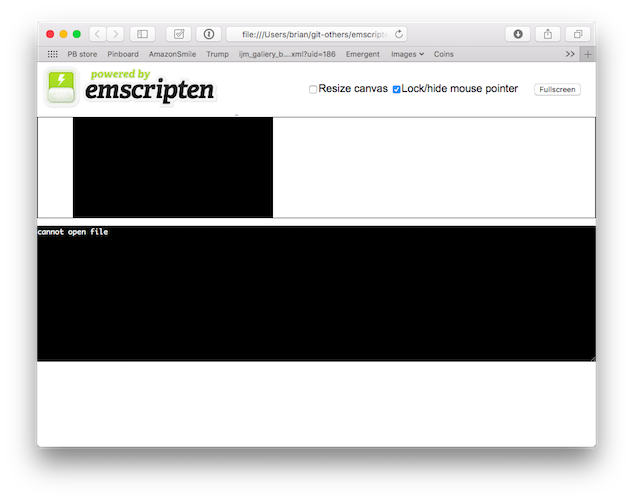 file:///Users/brian/git-others/emscripte
PB store Pinboard AmazonSmile Trump ijm_gallery_b....xml?uid=186 Emergent Images Coins >>
powered by
emscripten
Resize canvas Lock/hide mouse pointer Fullscreen
cannot open file